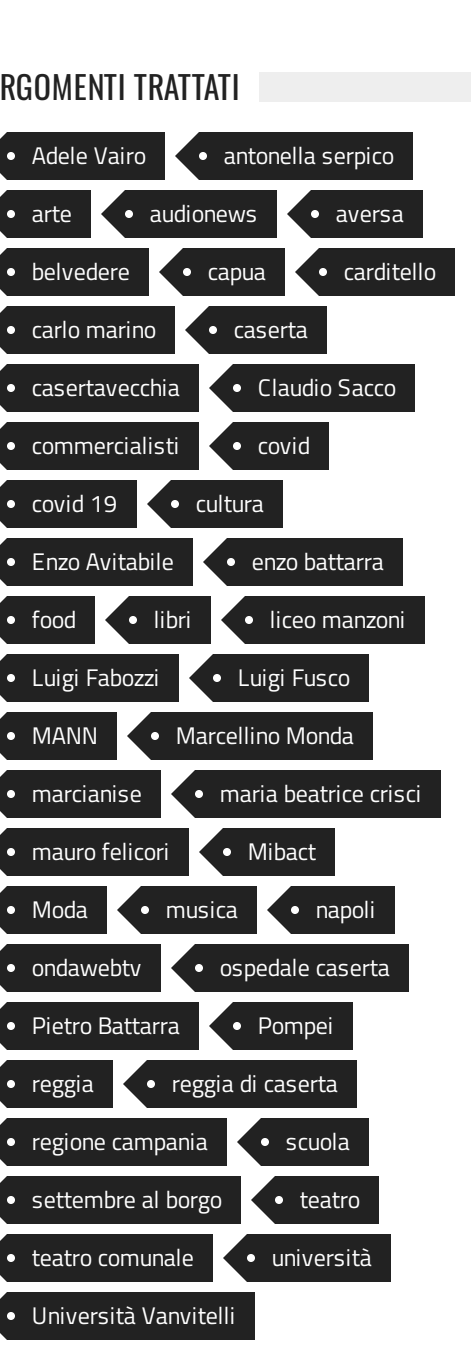 RGOMENTI TRATTATI
Adele Vairo antonella serpico
arte audionews aversa
belvedere capua carditello
carlo marino caserta
casertavecchia Claudio Sacco
commercialisti covid
covid 19 cultura
Enzo Avitabile enzo battarra
food libri liceo manzoni
Luigi Fabozzi Luigi Fusco
MANN Marcellino Monda
marcianise maria beatrice crisci
mauro felicori Mibact
Moda musica napoli
ondawebtv ospedale caserta
Pietro Battarra Pompei
reggia reggia di caserta
regione campania scuola
settembre al borgo teatro
teatro comunale università
Università Vanvitelli